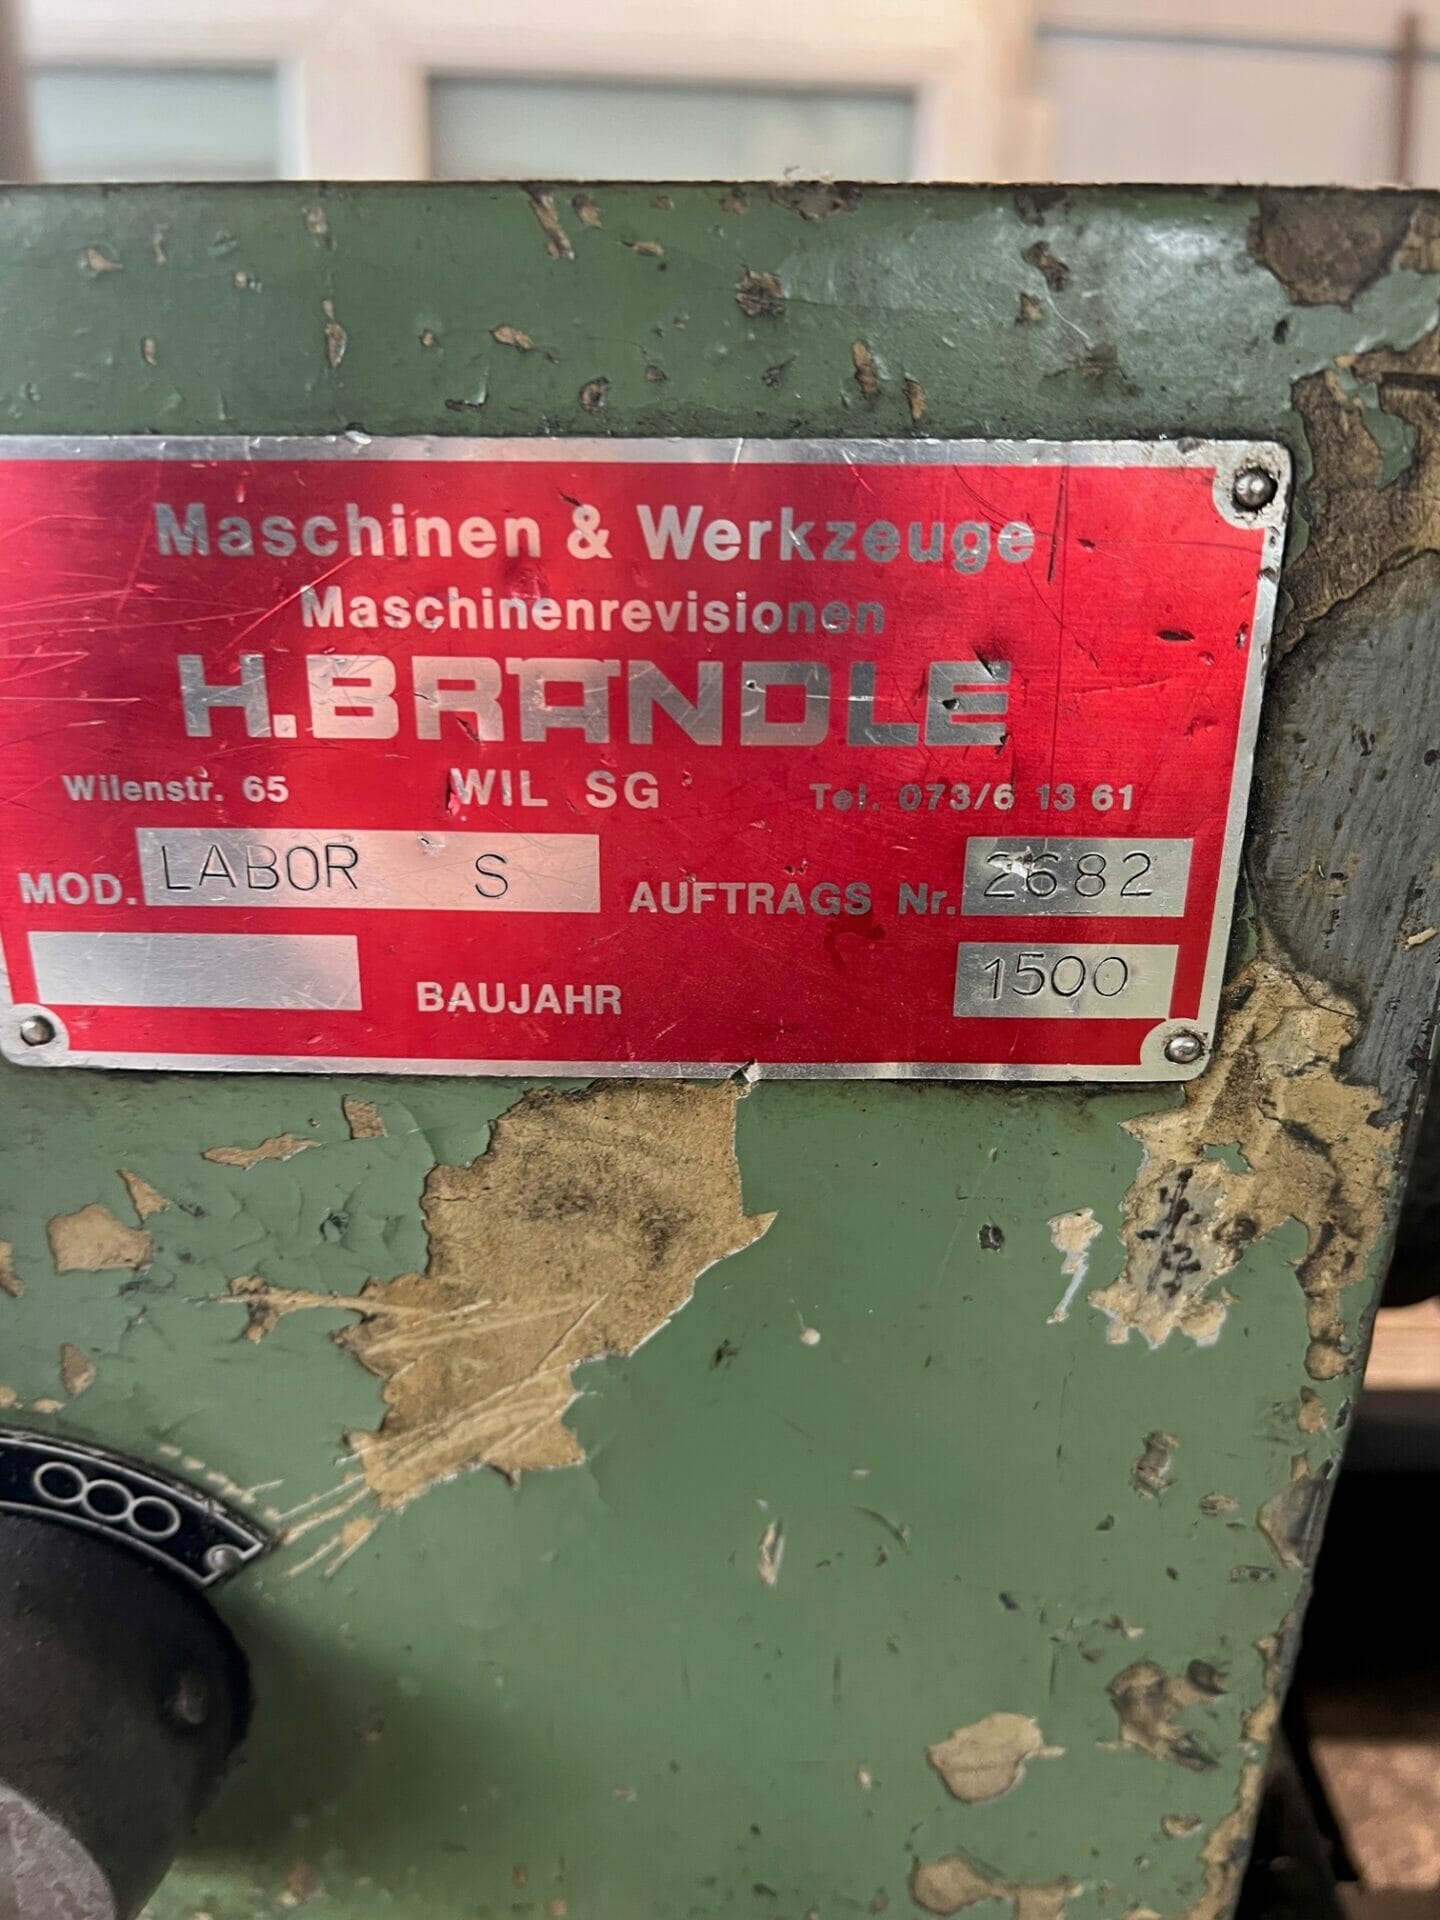 Maschinen & Werkzeuge
Maschinenrevisionen
H.BRÄNDLE
Wilenstr. 65 WIL SG Tel. 073/6 13 61
MOD. LABOR S AUFTRAGS Nr. 2682
BAUJAHR 1500